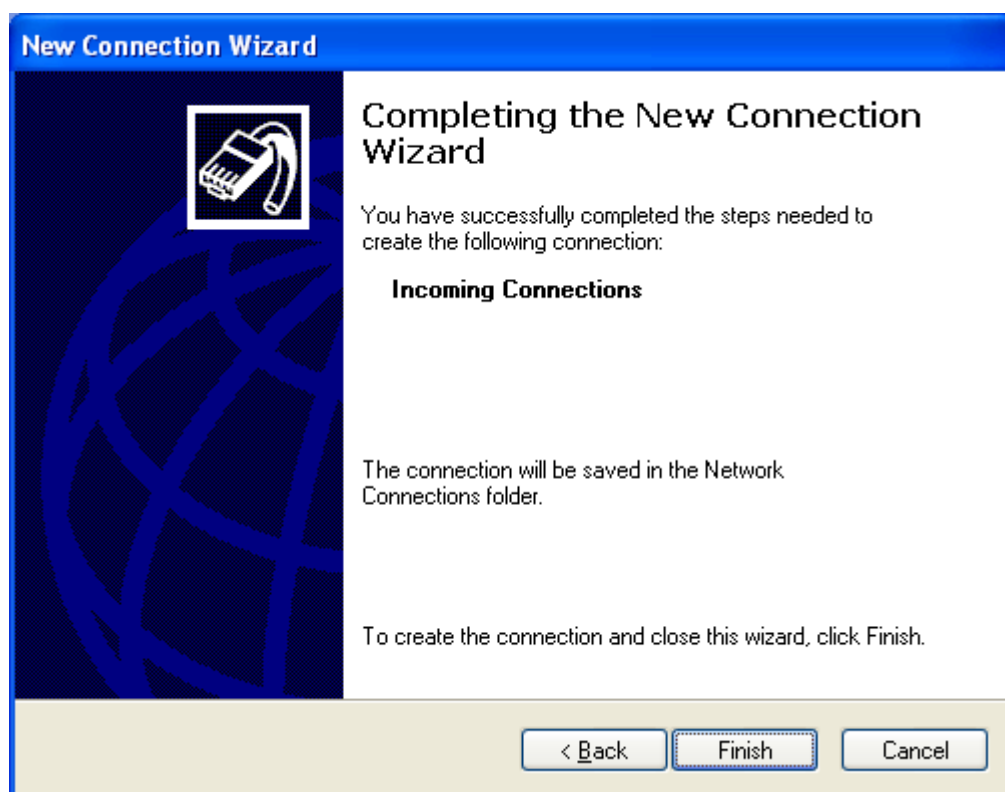 New Connection Wizard
Completing the New Connection
Wizard
You have successfully completed the steps needed to
create the following connection:
Incoming Connections
The connection will be saved in the Network
Connections folder.
To create the connection and close this wizard, click Finish.
< Back Finish Cancel